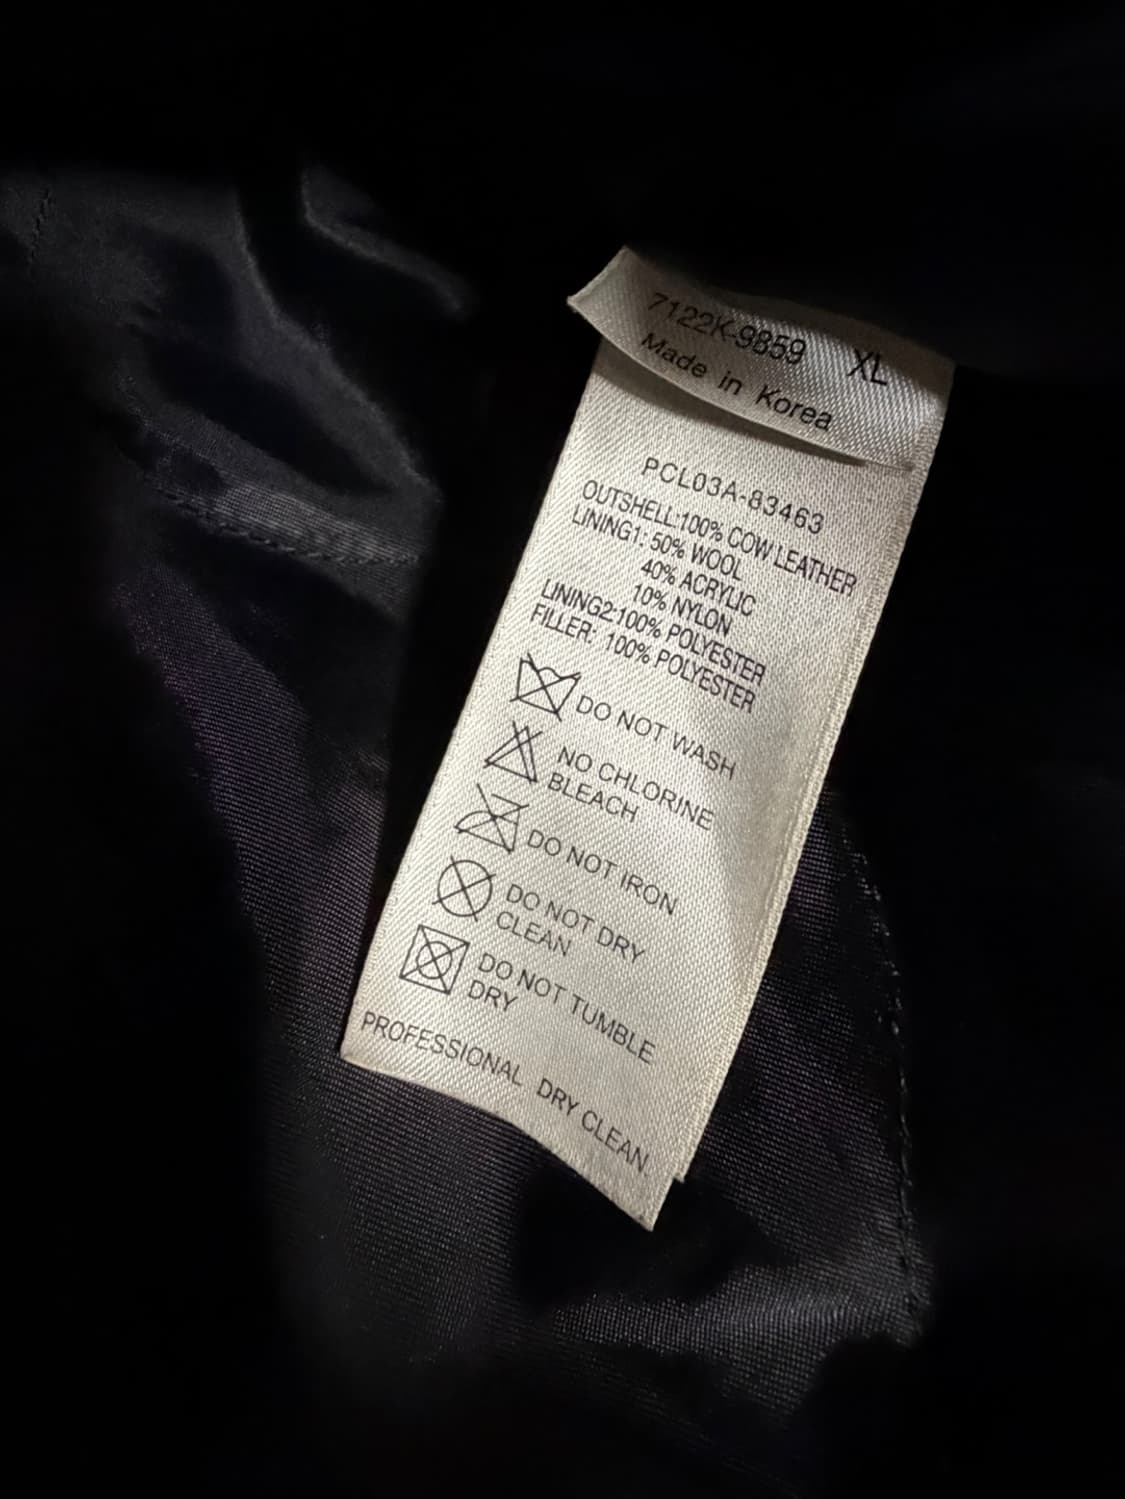 7122K-9859 XL
Made in Korea
PCL03A-83463
OUTSHELL:100% COW LEATHER
LINING1: 50% WOOL
40% ACRYLIC
10% NYLON
LINING2:100% POLYESTER
FILLER: 100% POLYESTER
DO NOT WASH
NO CHLORINE
BLEACH
DO NOT IRON
DO NOT DRY
CLEAN
DO NOT TUMBLE
DRY
PROFESSIONAL DRY CLEAN.